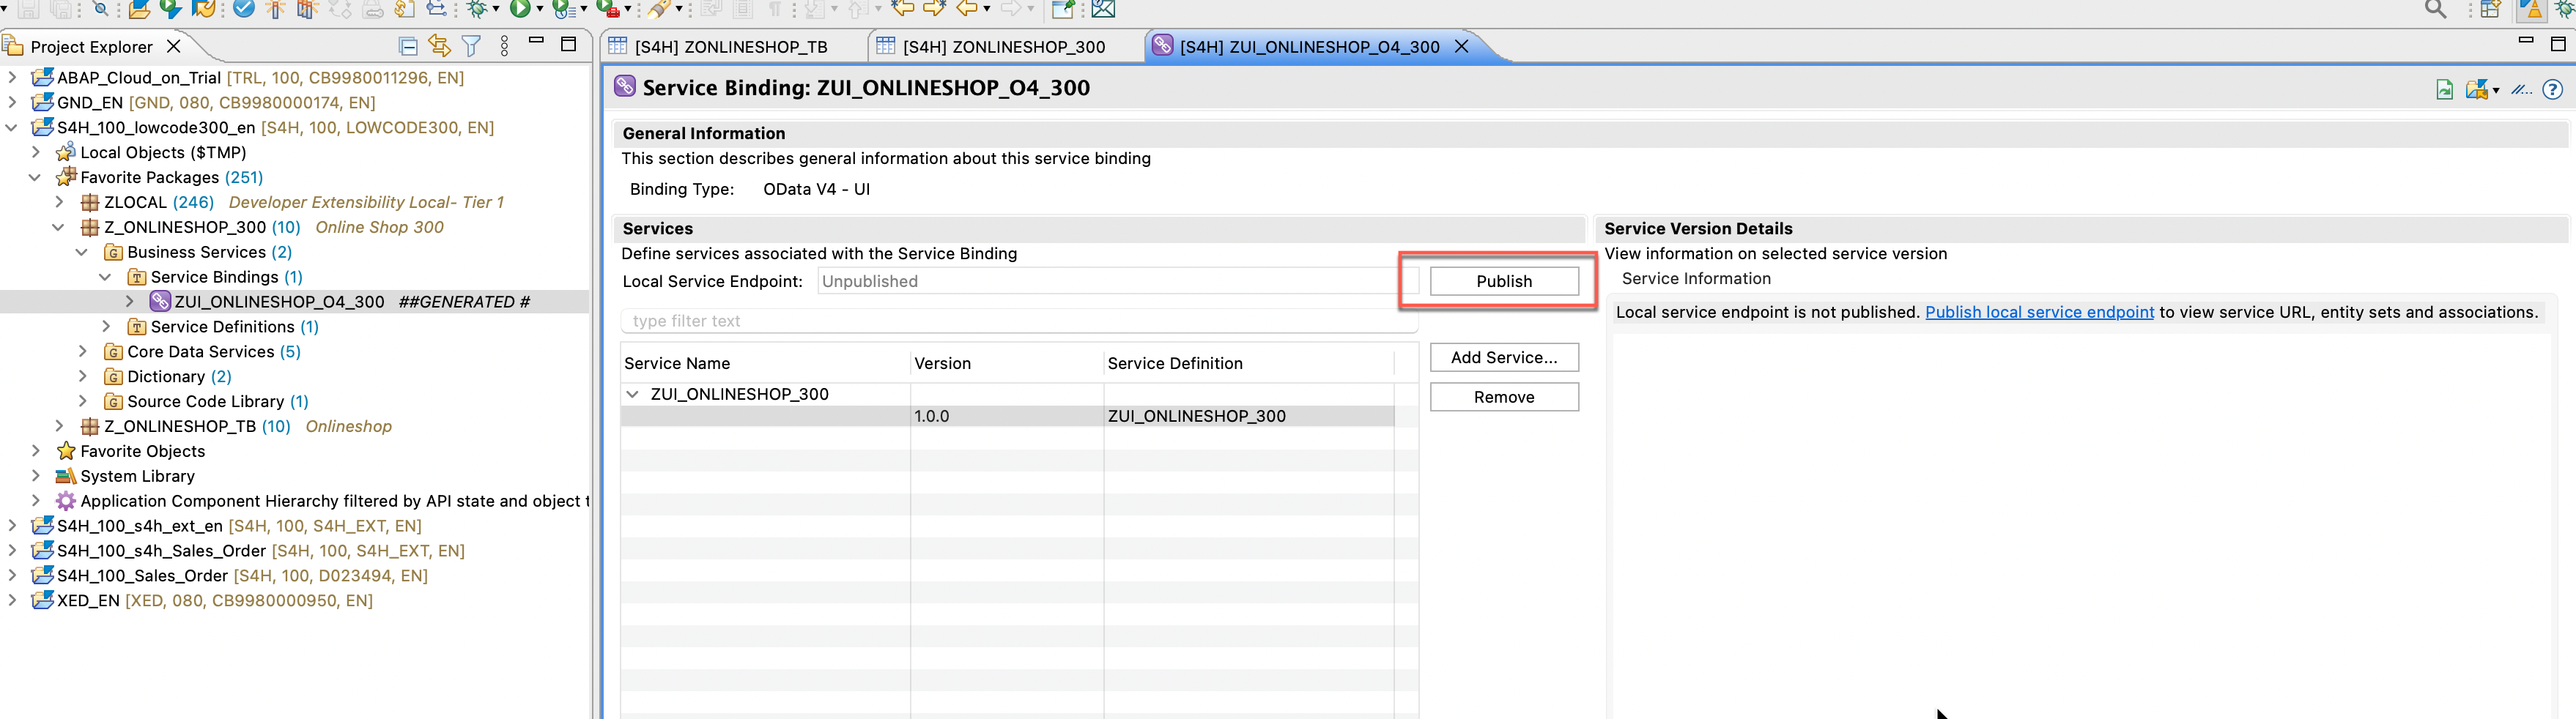 Project Explorer
ABAP_Cloud_on_Trial [TRL, 100, CB9980011296, EN]
GND_EN [GND, 080, CB9980000174, EN]
S4H_100_lowcode300_en [S4H, 100, LOWCODE300, EN]
Local Objects ($TMP)
Favorite Packages (251)
ZLOCAL (246) Developer Extensibility Local- Tier 1
Z_ONLINESHOP_300 (10) Online Shop 300
Business Services (2)
Service Bindings (1)
ZUI_ONLINESHOP_O4_300 ##GENERATED #
Service Definitions (1)
Core Data Services (5)
Dictionary (2)
Source Code Library (1)
Z_ONLINESHOP_TB (10) Onlineshop
Favorite Objects
System Library
Application Component Hierarchy filtered by API state and object t
S4H_100_s4h_ext_en [S4H, 100, S4H_EXT, EN]
S4H_100_s4h_Sales_Order [S4H, 100, S4H_EXT, EN]
S4H_100_Sales_Order [S4H, 100, D023494, EN]
XED_EN [XED, 080, CB9980000950, EN]
[S4H] ZONLINESHOP_TB
[S4H] ZONLINESHOP_300
[S4H] ZUI_ONLINESHOP_O4_300
Service Binding: ZUI_ONLINESHOP_O4_300
General Information
This section describes general information about this service binding
Binding Type: OData V4 - UI
Services
Define services associated with the Service Binding
Local Service Endpoint: Unpublished
Publish
type filter text
Service Name Version Service Definition
ZUI_ONLINESHOP_300
1.0.0 ZUI_ONLINESHOP_300
Add Service...
Remove
Service Version Details
View information on selected service version
Service Information
Local service endpoint is not published. Publish local service endpoint to view service URL, entity sets and associations.